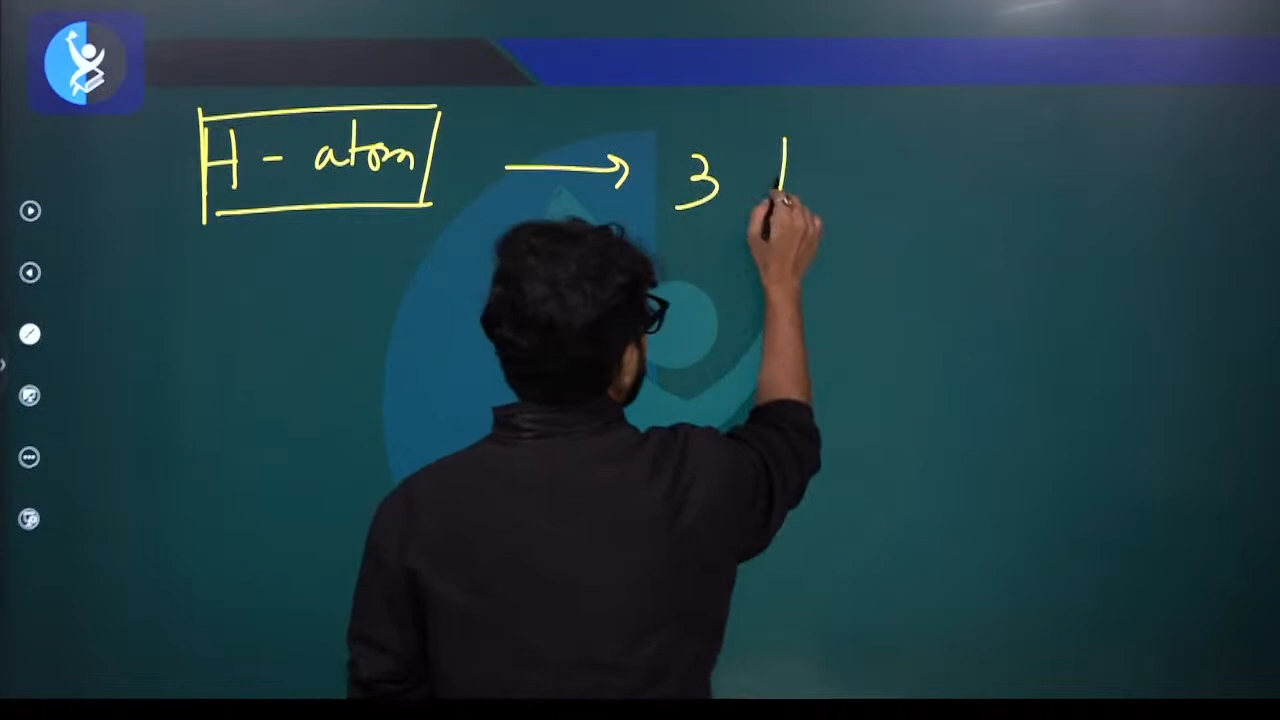 H - atom → 3